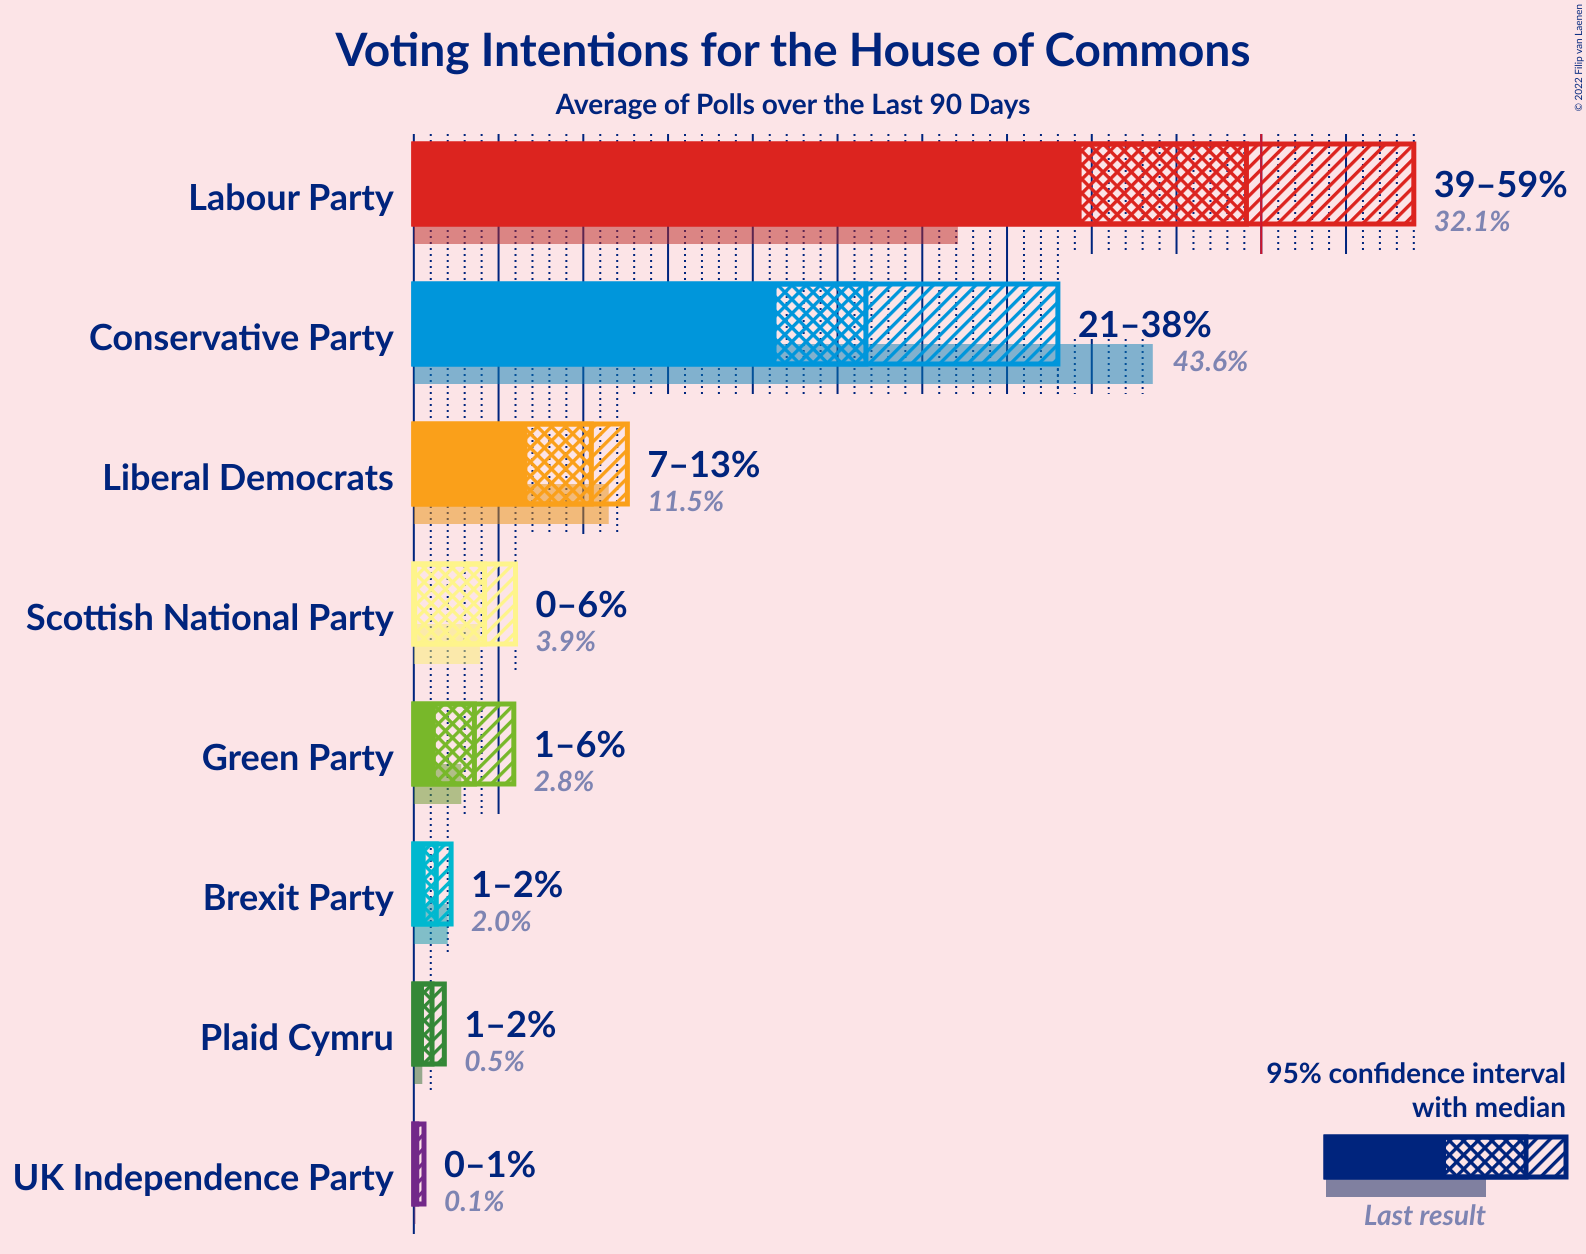 Voting Intentions for the House of Commons
Average of Polls over the Last 90 Days
© 2022 Filip van Laenen
Labour Party
39–59%
32.1%
Conservative Party
21–38%
43.6%
Liberal Democrats
7–13%
11.5%
Scottish National Party
0–6%
3.9%
Green Party
1–6%
2.8%
Brexit Party
1–2%
2.0%
Plaid Cymru
1–2%
0.5%
UK Independence Party
0–1%
0.1%
95% confidence interval
with median
Last result